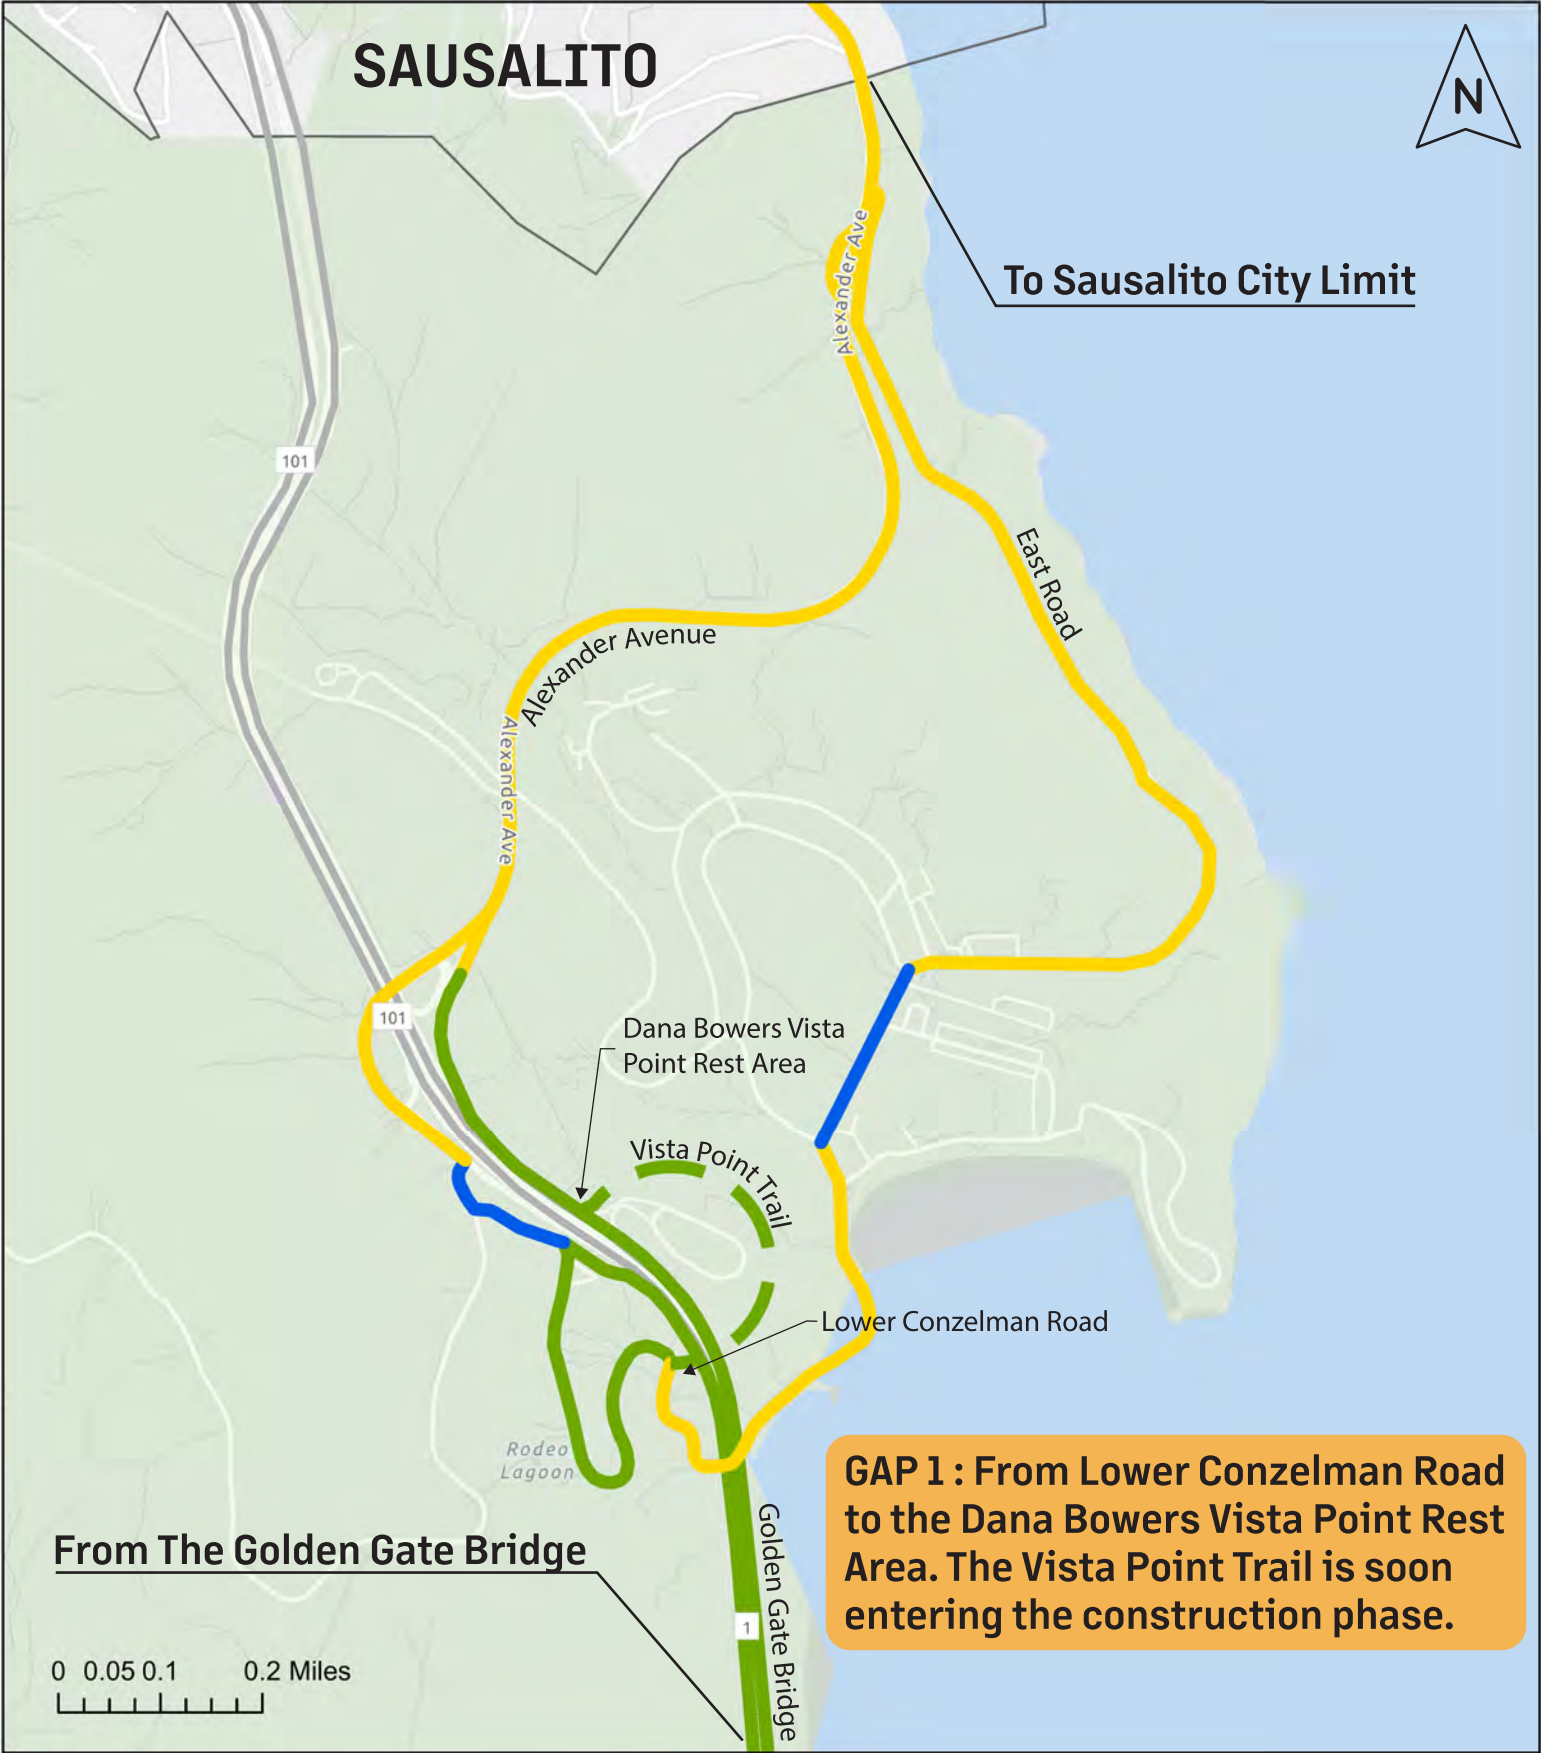 SAUSALITO
N
Alexander Ave
To Sausalito City Limit
101
East Road
Alexander Avenue
Alexander Ave
101
Dana Bowers Vista
Point Rest Area
Vista Point Trail
Lower Conzelman Road
Rodeo
Lagoon
GAP 1 : From Lower Conzelman Road
to the Dana Bowers Vista Point Rest
Area. The Vista Point Trail is soon
entering the construction phase.
From The Golden Gate Bridge
Golden Gate Bridge
1
0 0.05 0.1 0.2 Miles